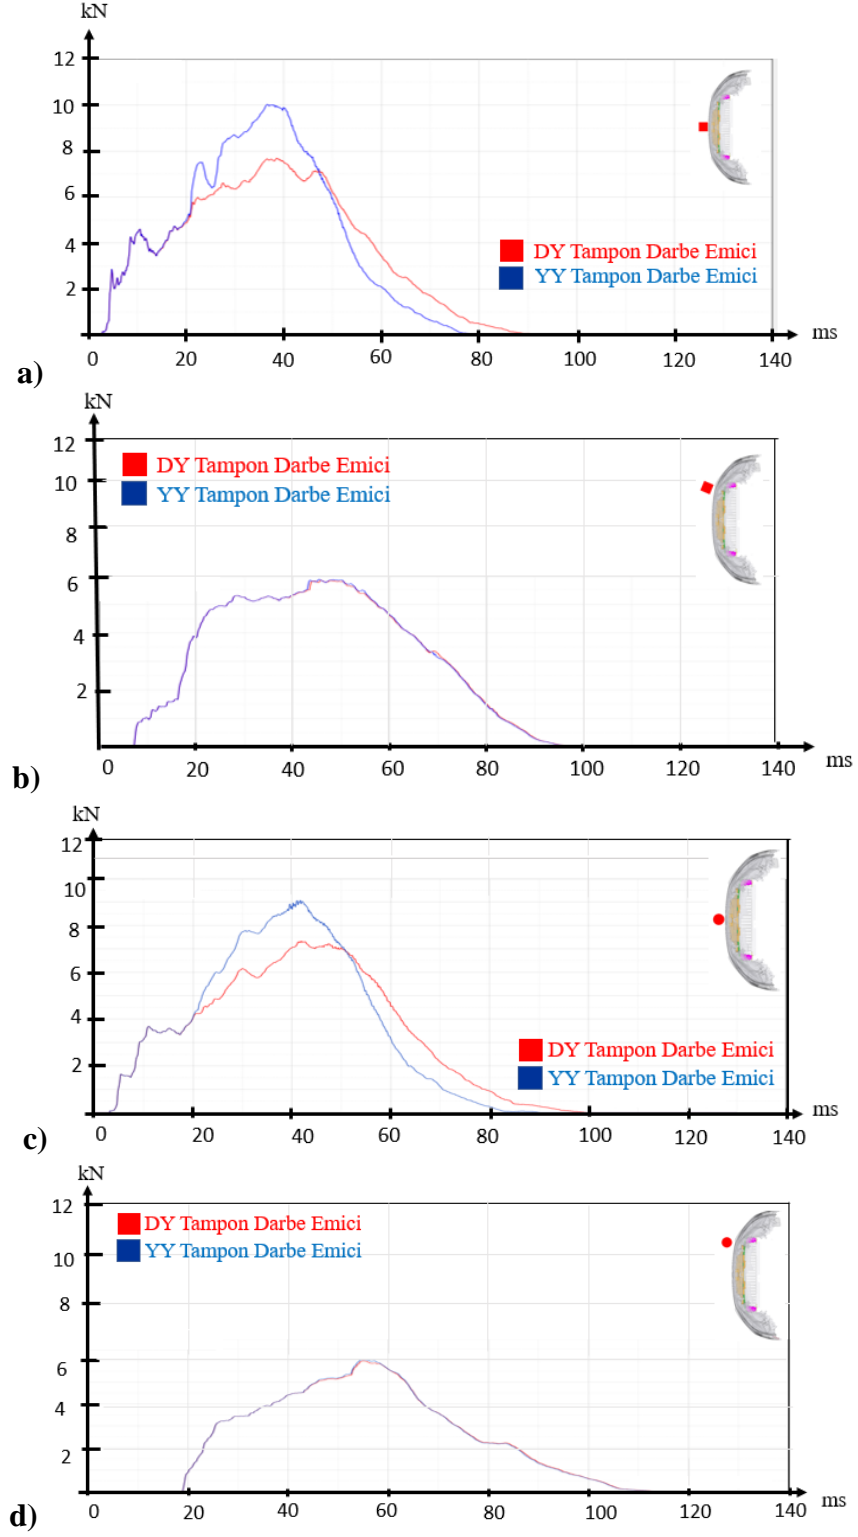 kN
12
10
8
6
4
2
DY Tampon Darbe Emici
YY Tampon Darbe Emici
0 20 40 60 80 100 120 140 ms
a)
kN
12
10
8
6
4
2
DY Tampon Darbe Emici
YY Tampon Darbe Emici
0 20 40 60 80 100 120 140 ms
b)
kN
12
10
8
6
4
2
DY Tampon Darbe Emici
YY Tampon Darbe Emici
0 20 40 60 80 100 120 140 ms
c)
kN
12
10
8
6
4
2
DY Tampon Darbe Emici
YY Tampon Darbe Emici
0 20 40 60 80 100 120 140 ms
d)